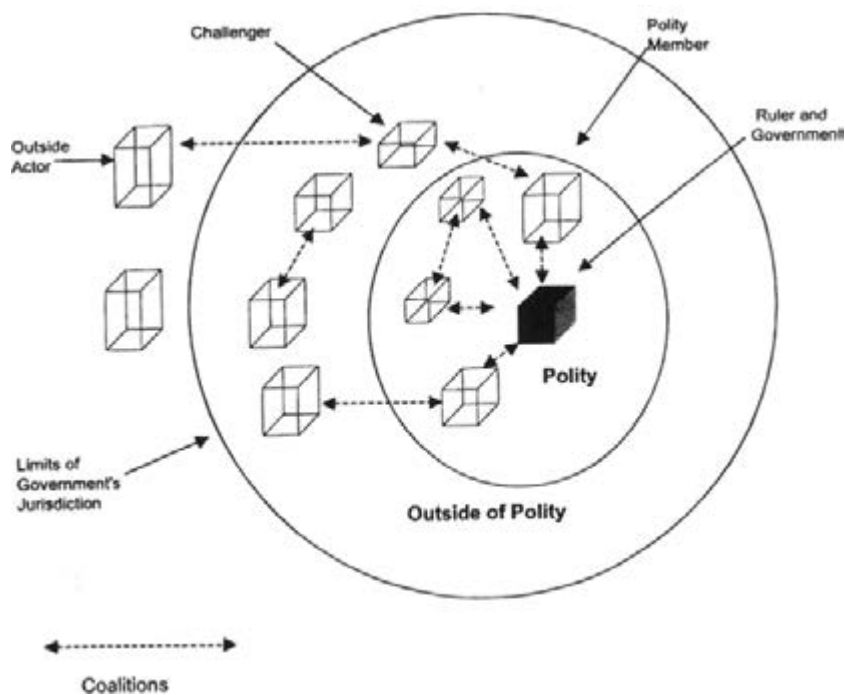 Challenger
Polity
Member
Ruler and
Government
Outside
Actor
Polity
Limits of
Government's
Jurisdiction
Outside of Polity
Coalitions